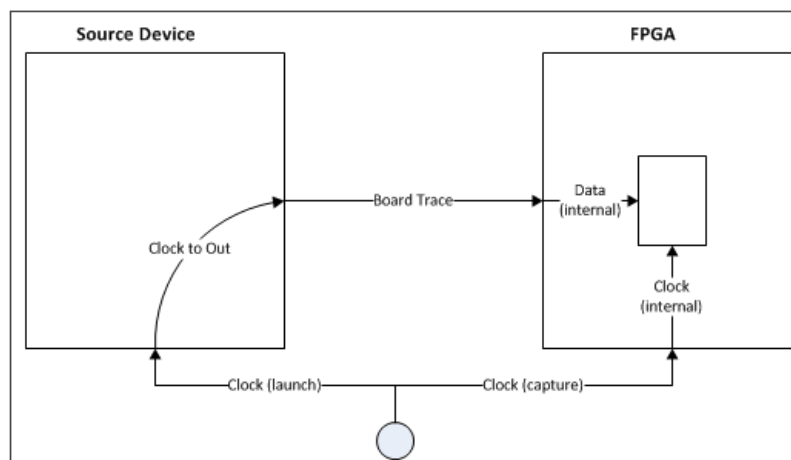 Source Device
FPGA
Board Trace
Data
(internal)
Clock to Out
Clock
(internal)
Clock (launch)
Clock (capture)